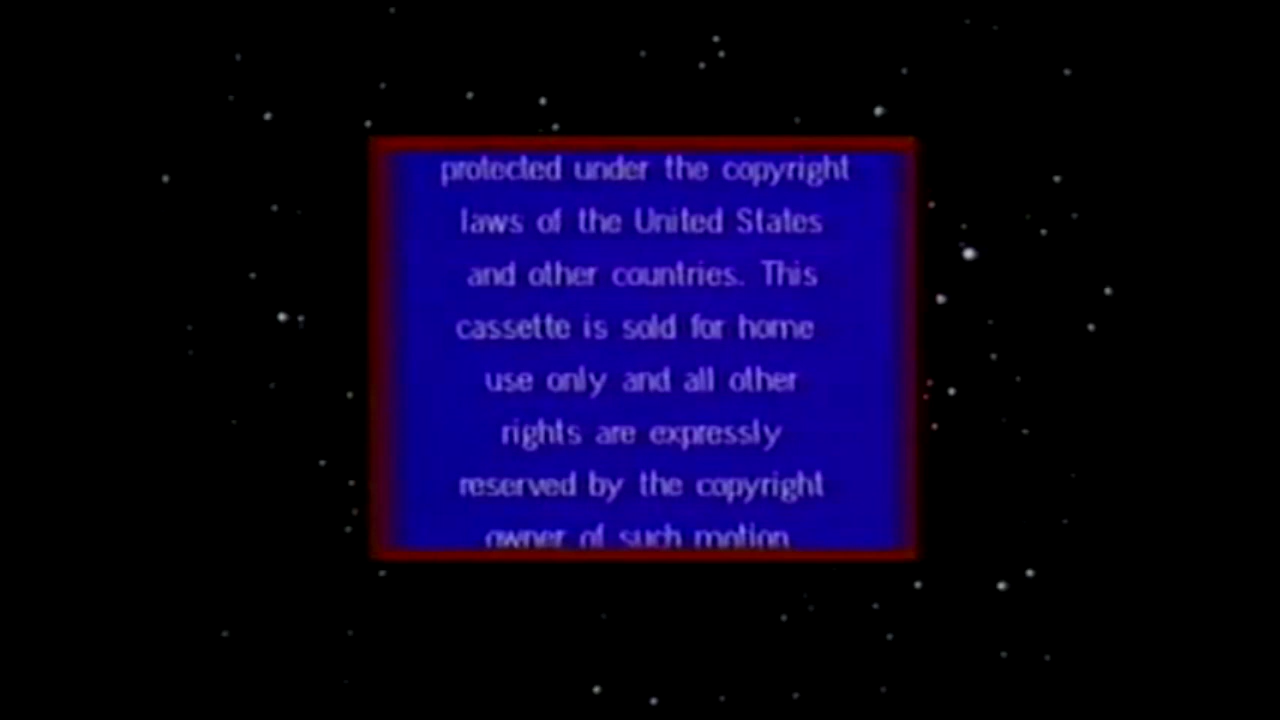 protected under the copyright
laws of the United States
and other countries. This
cassette is sold for home
use only and all other
rights are expressly
reserved by the copyright
owner of such motion